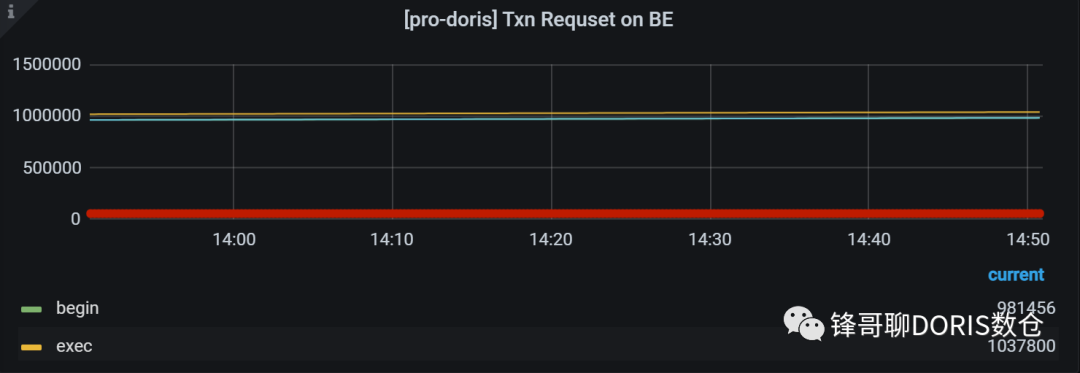 [pro-doris] Txn Requset on BE
1500000
1000000
500000
0
14:00 14:10 14:20 14:30 14:40 14:50
current
begin 981456
exec 1037800
锋哥聊DORIS数仓